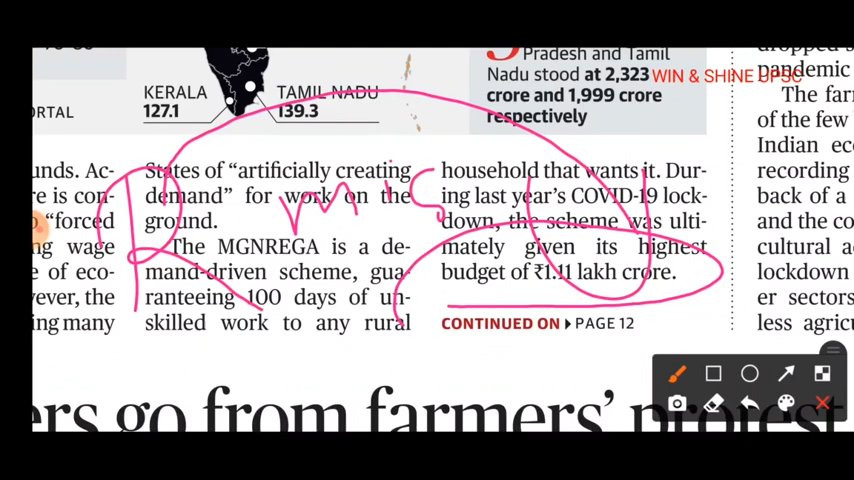 Pradesh and Tamil
Nadu stood at 2,323
crore and 1,999 crore
respectively
WIN & SHINE UPSC
KERALA
127.1
TAMIL NADU
139.3
ORTAL
pandemic
The far
of the few
Indian ec
recording
back of a
and the co
cultural a
lockdown
er sectors
less agricu
unds. Ac-
re is con-
"forced
ng wage
e of eco-
vever, the
ing many
States of "artificially creating
demand" for work on the
ground.
The MGNREGA is a de-
mand-driven scheme, gua-
ranteeing 100 days of un-
skilled work to any rural
household that wants it. Dur-
ing last year's COVID-19 lock-
down, the scheme was ulti-
mately given its highest
budget of ₹1.11 lakh crore.
CONTINUED ON PAGE 12
ers go from farmers' protest
R
mis